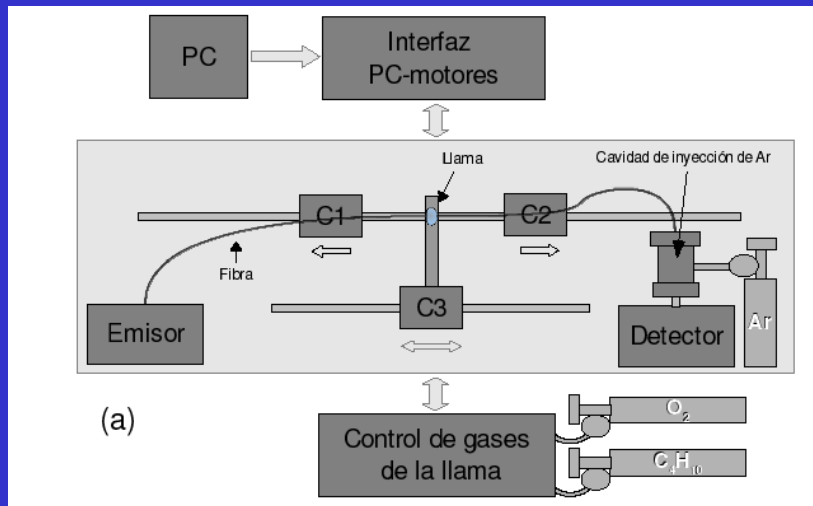 PC
Interfaz
PC-motores
Llama
Cavidad de inyección de Ar
C1
C2
Fibra
C3
Emisor
Detector
Ar
(a)
Control de gases
de la llama
O2
C4H10